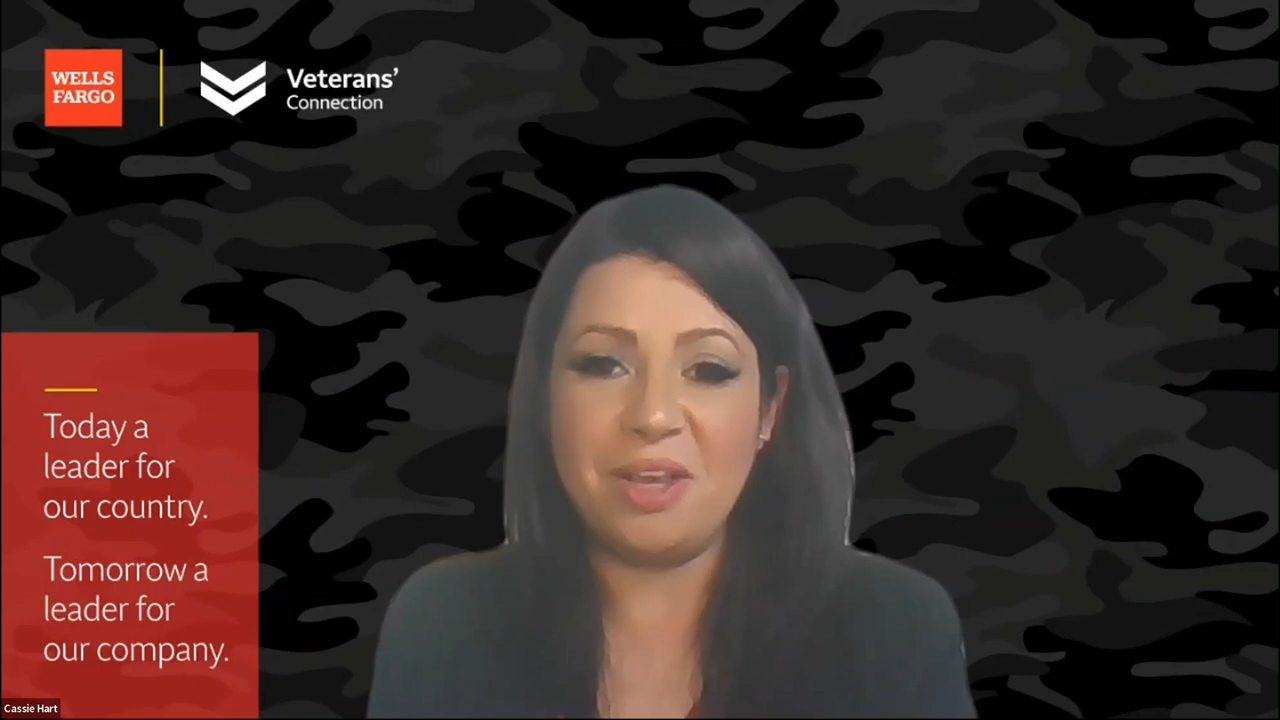 WELLS
FARGO
Veterans’
Connection
Today a
leader for
our country.
Tomorrow a
leader for
our company.
Cassie Hart